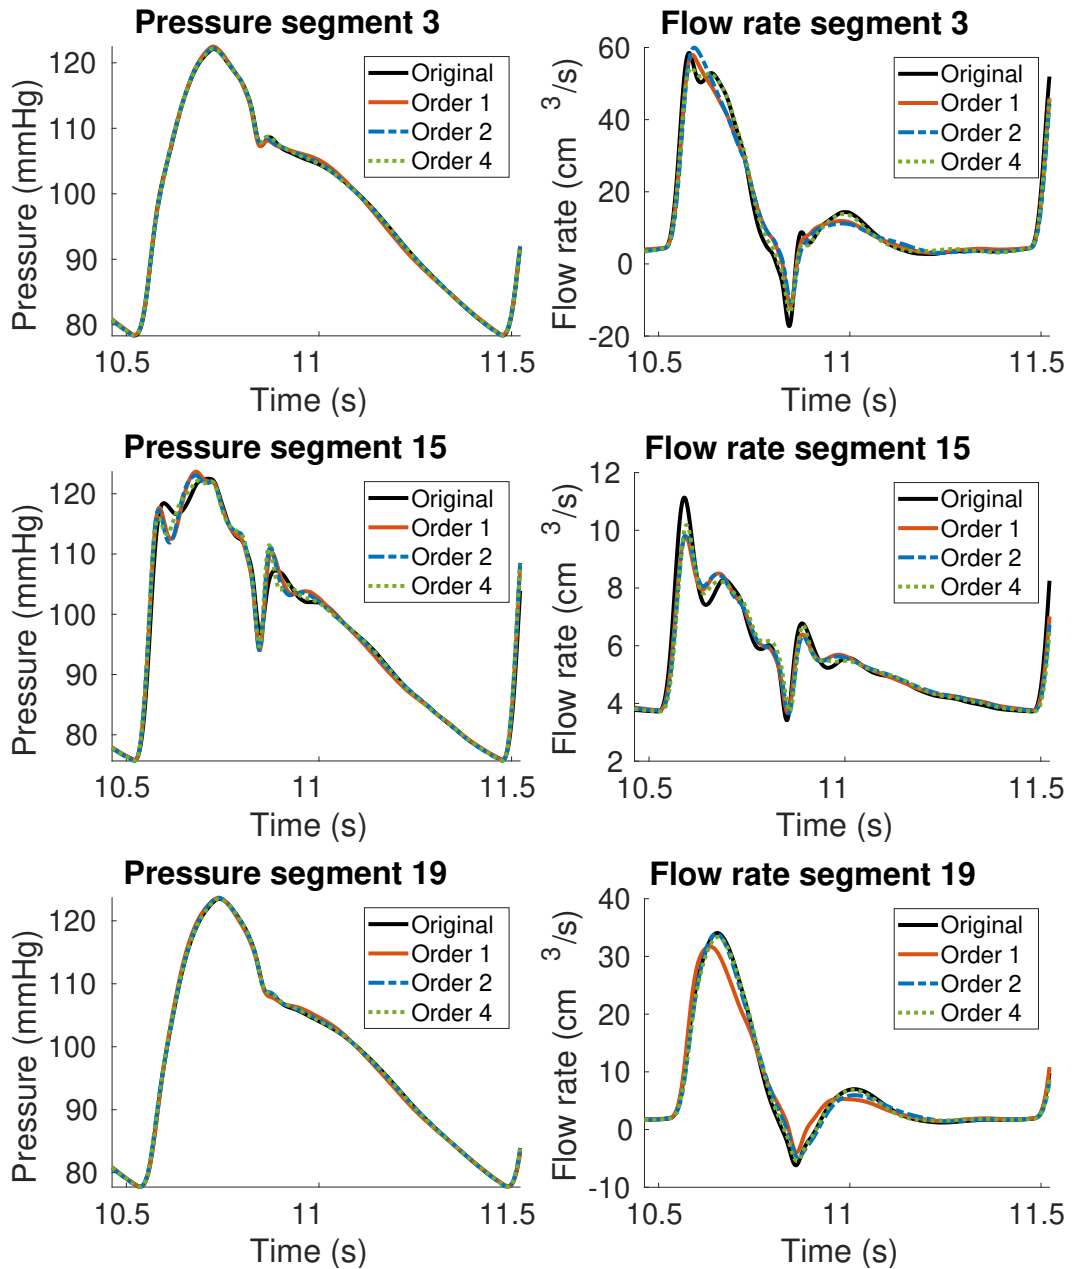 Pressure segment 3
Pressure (mmHg)
120
110
100
90
80
10.5
11
11.5
Time (s)
Original
Order 1
Order 2
Order 4
Flow rate segment 3
Flow rate (cm 3/s)
60
40
20
0
-20
10.5
11
11.5
Time (s)
Original
Order 1
Order 2
Order 4
Pressure segment 15
Pressure (mmHg)
120
110
100
90
80
10.5
11
11.5
Time (s)
Original
Order 1
Order 2
Order 4
Flow rate segment 15
Flow rate (cm 3/s)
12
10
8
6
4
2
10.5
11
11.5
Time (s)
Original
Order 1
Order 2
Order 4
Pressure segment 19
Pressure (mmHg)
120
110
100
90
80
10.5
11
11.5
Time (s)
Original
Order 1
Order 2
Order 4
Flow rate segment 19
Flow rate (cm 3/s)
40
30
20
10
0
-10
10.5
11
11.5
Time (s)
Original
Order 1
Order 2
Order 4